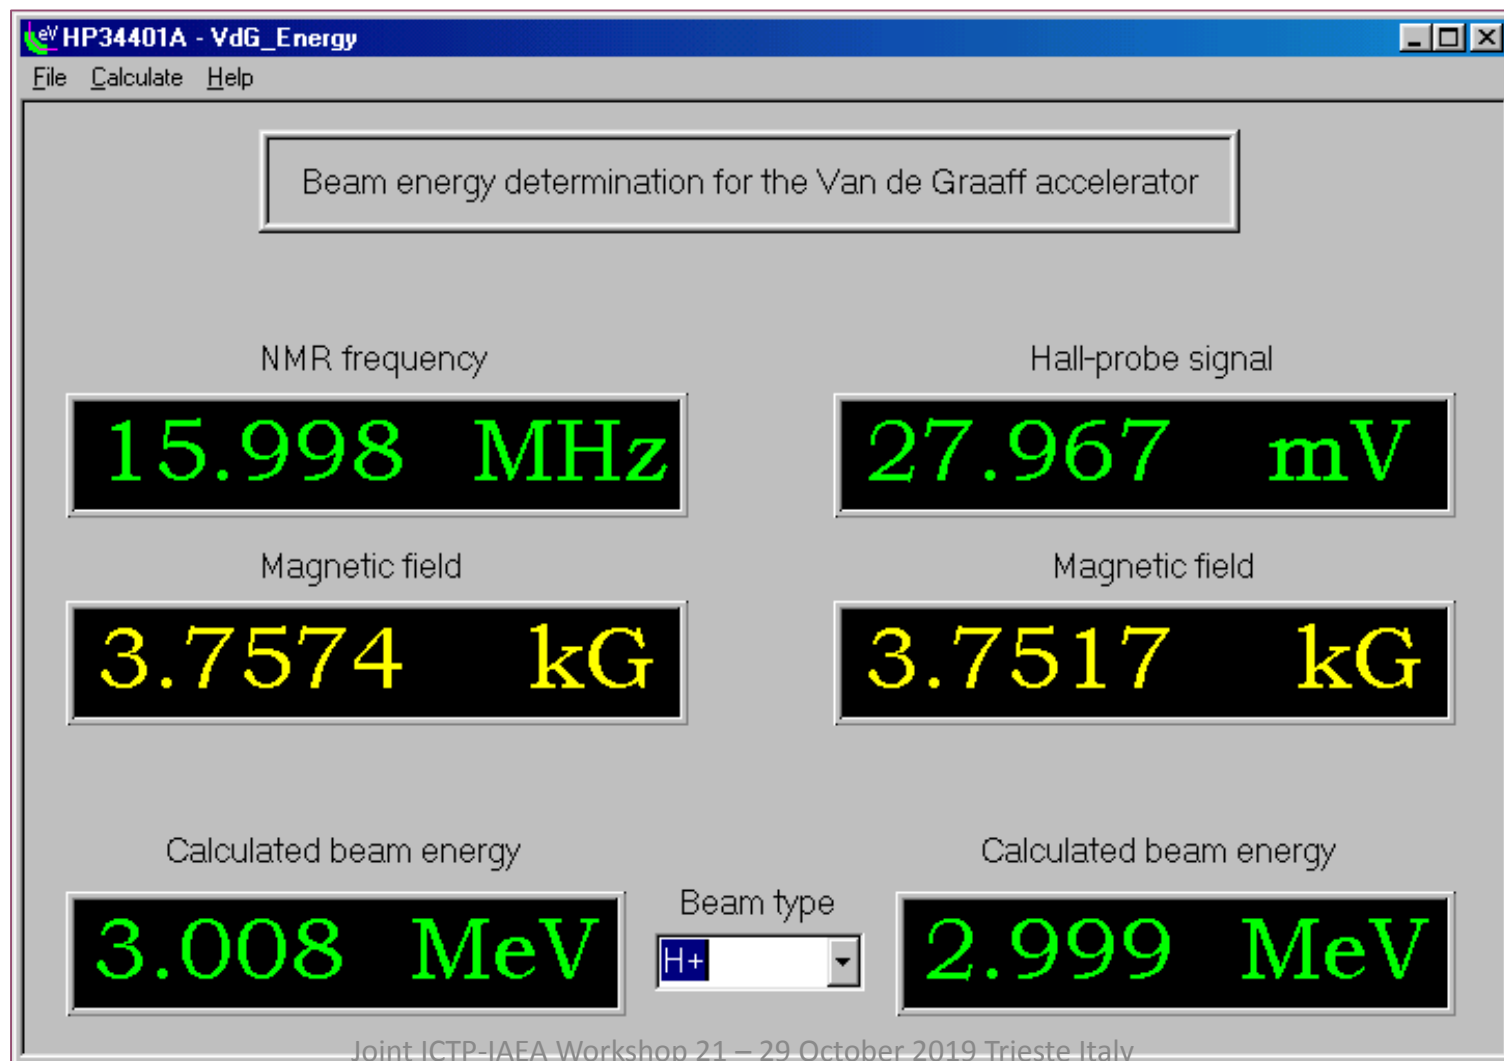 eV HP34401A - VdG_Energy
File Calculate Help
Beam energy determination for the Van de Graaff accelerator
NMR frequency
15.998 MHz
Hall-probe signal
27.967 mV
Magnetic field
3.7574 kG
Magnetic field
3.7517 kG
Calculated beam energy
3.008 MeV
Beam type
H+
Calculated beam energy
2.999 MeV
Joint ICTP-IAEA Workshop 21 – 29 October 2019 Trieste Italy